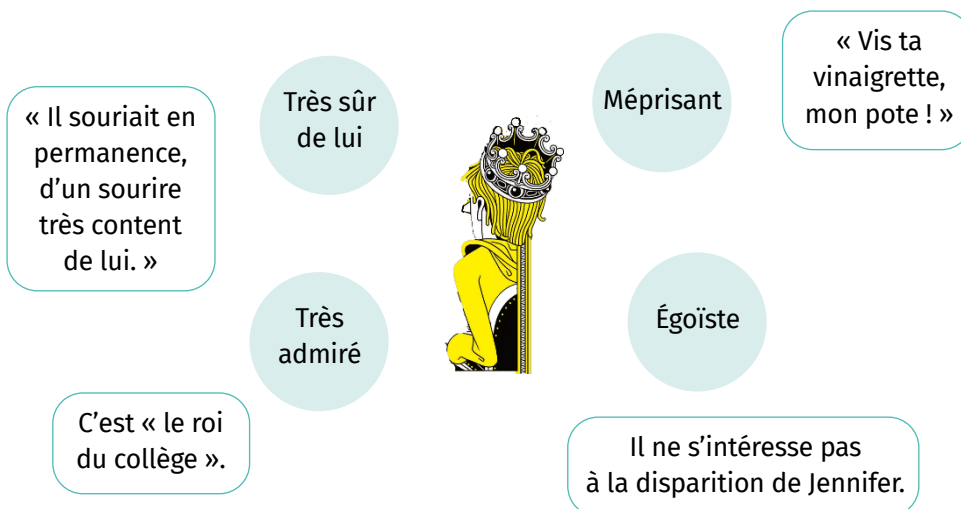 « Il souriait en
permanence,
d’un sourire
très content
de lui. »
Très sûr
de lui
Méprisant
« Vis ta
vinaigrette,
mon pote ! »
Très
admiré
C’est « le roi
du collège ».
Égoïste
Il ne s’intéresse pas
à la disparition de Jennifer.